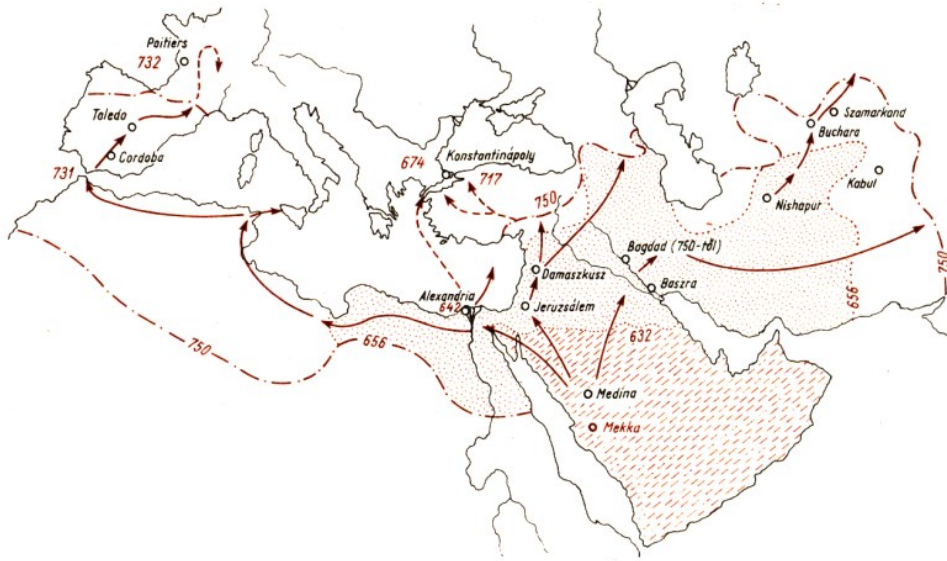 Poitiers
732
Toledo
Cordoba
731
674
Konstantinápoly
717
750
Szamarkand
Buchara
Kabul
Nishapur
Bagdad (750-től)
Baszra
Damaszkusz
Jeruzsálem
Alexandria
642
656
632
656
750
750
Medina
Mekka